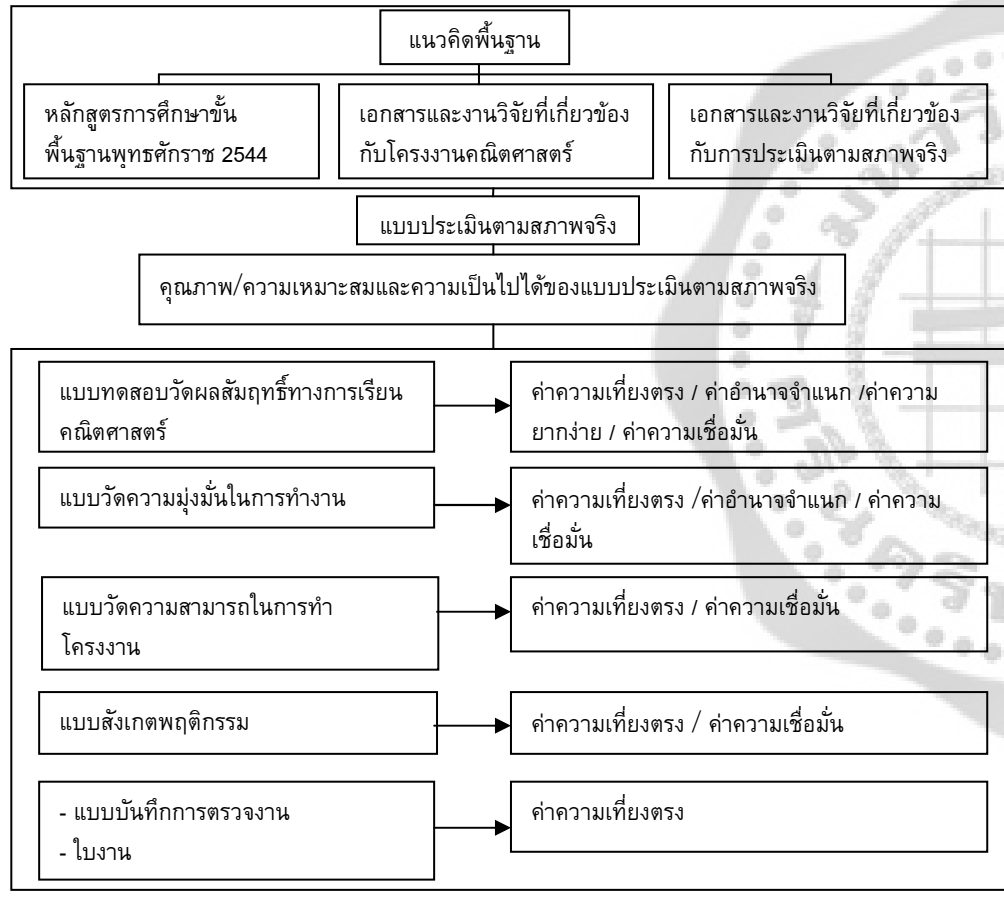 แนวคิดพื้นฐาน
หลักสูตรการศึกษาขั้น
พื้นฐานพุทธศักราช 2544
เอกสารและงานวิจัยที่เกี่ยวข้อง
กับโครงงานคณิตศาสตร์
เอกสารและงานวิจัยที่เกี่ยวข้อง
กับการประเมินตามสภาพจริง
แบบประเมินตามสภาพจริง
คุณภาพ/ความเหมาะสมและความเป็นไปได้ของแบบประเมินตามสภาพจริง
แบบทดสอบวัดผลสัมฤทธิ์ทางการเรียน
คณิตศาสตร์
ค่าความเที่ยงตรง / ค่าอำนาจจำแนก /ค่าความ
ยากง่าย / ค่าความเชื่อมั่น
แบบวัดความมุ่งมั่นในการทำงาน
ค่าความเที่ยงตรง /ค่าอำนาจจำแนก / ค่าความ
เชื่อมั่น
แบบวัดความสามารถในการทำ
โครงงาน
ค่าความเที่ยงตรง / ค่าความเชื่อมั่น
แบบสังเกตพฤติกรรม
ค่าความเที่ยงตรง / ค่าความเชื่อมั่น
- แบบบันทึกการตรวจงาน
- ใบงาน
ค่าความเที่ยงตรง